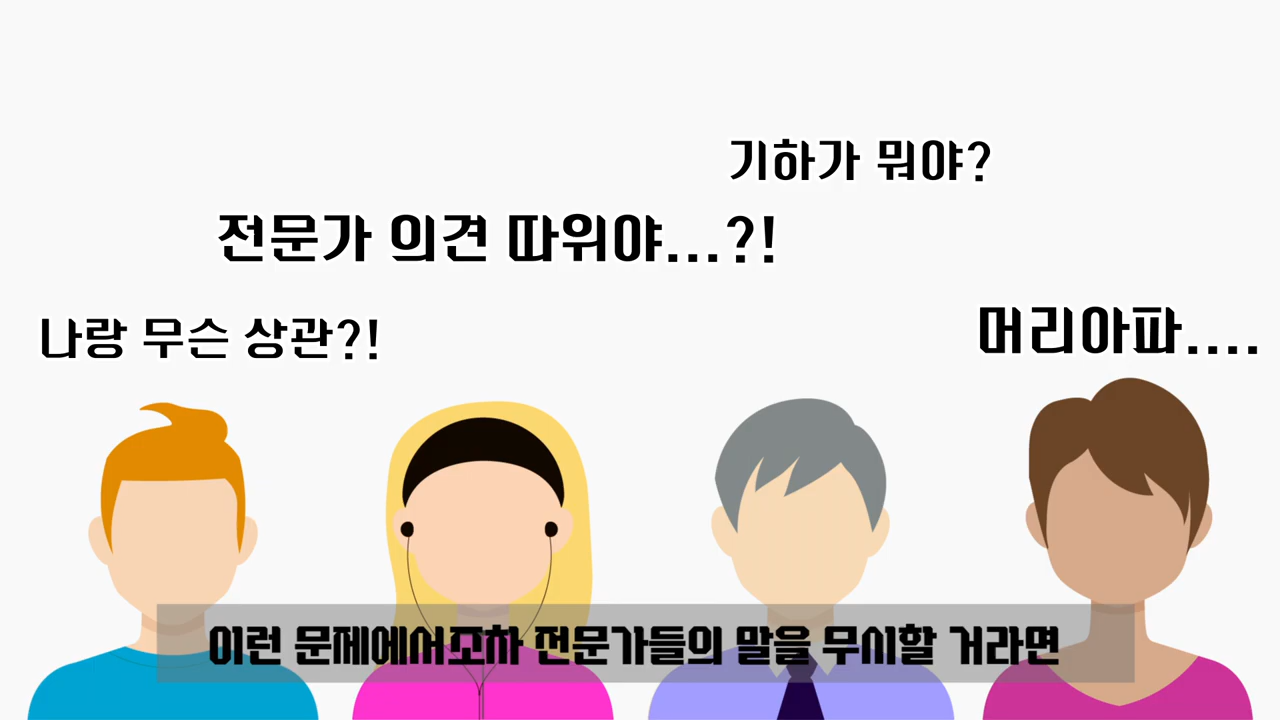 기하가 뭐야?
전문가 의견 따위야...?!
나랑 무슨 상관?!
머리아파....
이런 문제에서조차 전문가들의 말을 무시할 거라면